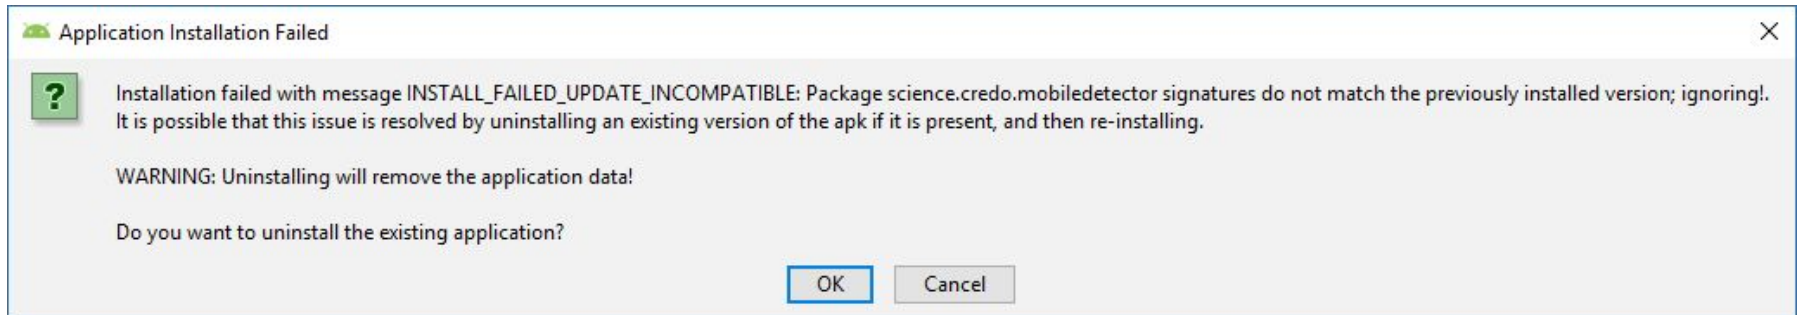 Application Installation Failed
?
Installation failed with message INSTALL_FAILED_UPDATE_INCOMPATIBLE: Package science.credo.mobiledetector signatures do not match the previously installed version; ignoring!.
It is possible that this issue is resolved by uninstalling an existing version of the apk if it is present, and then re-installing.
WARNING: Uninstalling will remove the application data!
Do you want to uninstall the existing application?
OK Cancel